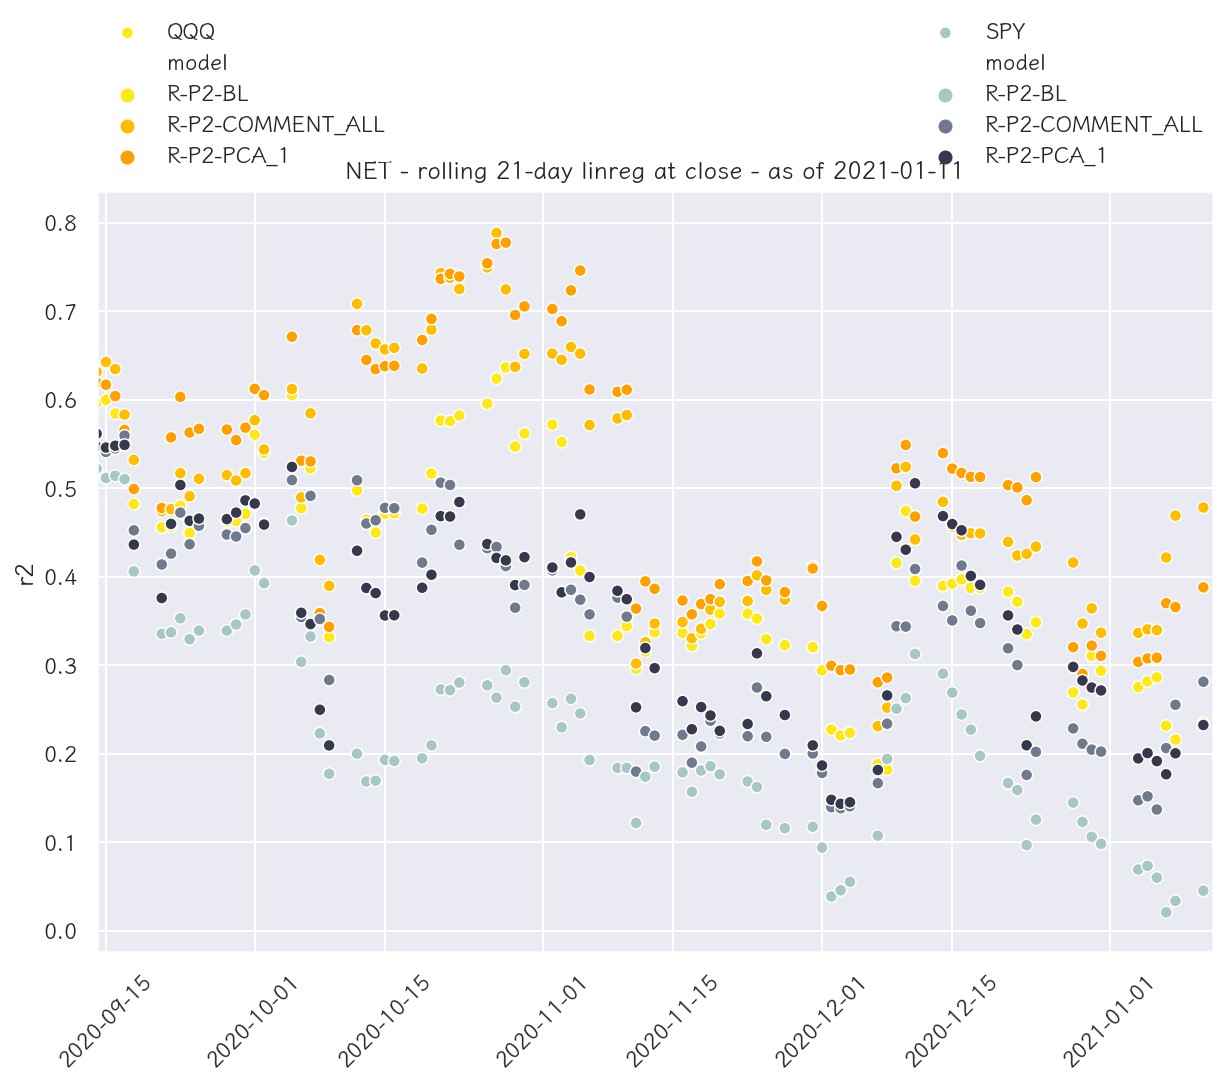 QQQ
model
R-P2-BL
R-P2-COMMENT_ALL
R-P2-PCA_1
SPY
model
R-P2-BL
R-P2-COMMENT_ALL
R-P2-PCA_1
NET - rolling 21-day linreg at close - as of 2021-01-11
0.8
0.7
0.6
0.5
0.4
0.3
0.2
0.1
0.0
r2
2020-09-15
2020-10-01
2020-10-15
2020-11-01
2020-11-15
2020-12-01
2020-12-15
2021-01-01